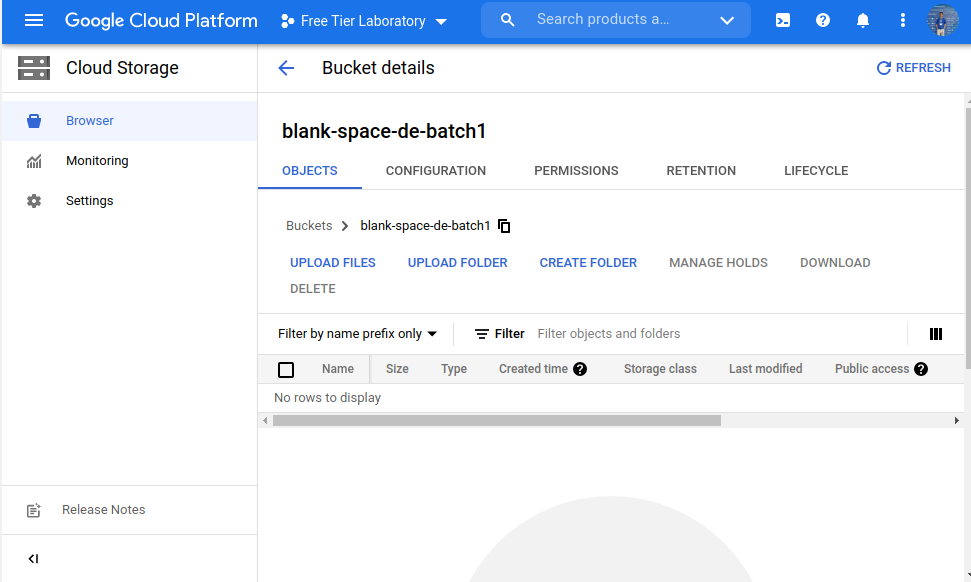 Google Cloud Platform
Free Tier Laboratory
Search products a...
Cloud Storage
Bucket details
REFRESH
Browser
Monitoring
Settings
blank-space-de-batch1
OBJECTS CONFIGURATION PERMISSIONS RETENTION LIFECYCLE
Buckets blank-space-de-batch1
UPLOAD FILES UPLOAD FOLDER CREATE FOLDER MANAGE HOLDS DOWNLOAD
DELETE
Filter by name prefix only Filter Filter objects and folders
Name Size Type Created time Storage class Last modified Public access
No rows to display
Release Notes